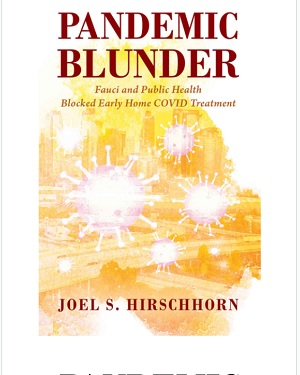 PANDEMIC
BLUNDER
Fauci and Public Health
Blocked Early Home COVID Treatment
JOEL S. HIRSCHHORN